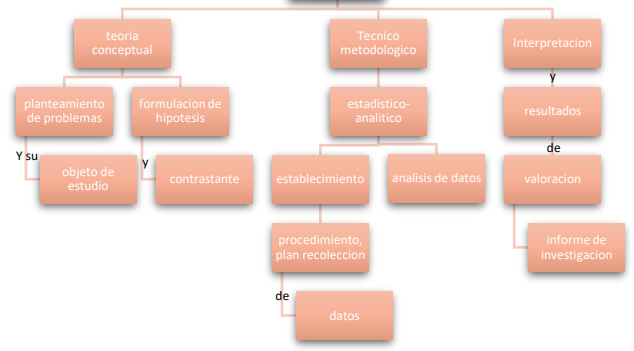 teoria
conceptual
Tecnico
metodologico
Interpretacion
y
planteamiento
de problemas
formulacion de
hipotesis
estadistico-
analitico
resultados
Y su
y
de
objeto de
estudio
contrastante
establecimiento
analisis de datos
valoracion
procedimiento,
plan recoleccion
informe de
investigacion
de
datos